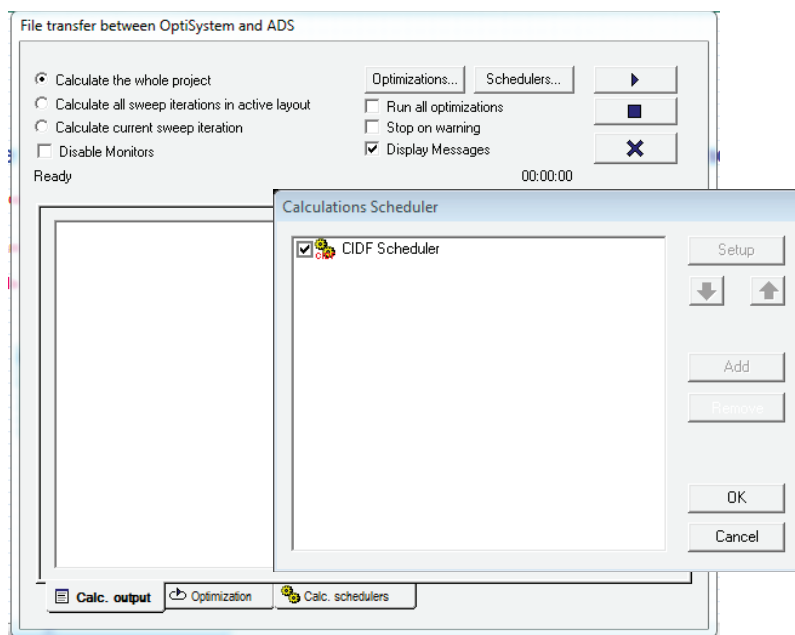 File transfer between OptiSystem and ADS
Calculate the whole project
Optimizations... Schedulers...
Calculate all sweep iterations in active layout
Run all optimizations
Calculate current sweep iteration
Stop on warning
Disable Monitors
Display Messages
Ready
00:00:00
Calculations Scheduler
CIDF Scheduler
Setup
Add
Remove
OK
Cancel
Calc. output Optimization Calc. schedulers